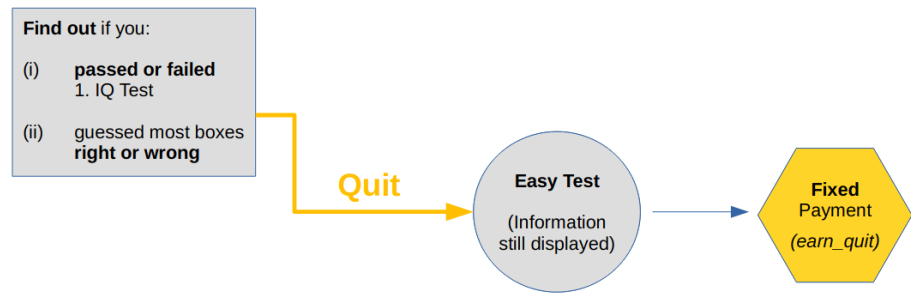 Find out if you:
(i) passed or failed
1. IQ Test
(ii) guessed most boxes
right or wrong
Quit
Easy Test
(Information
still displayed)
Fixed
Payment
(earn_quit)